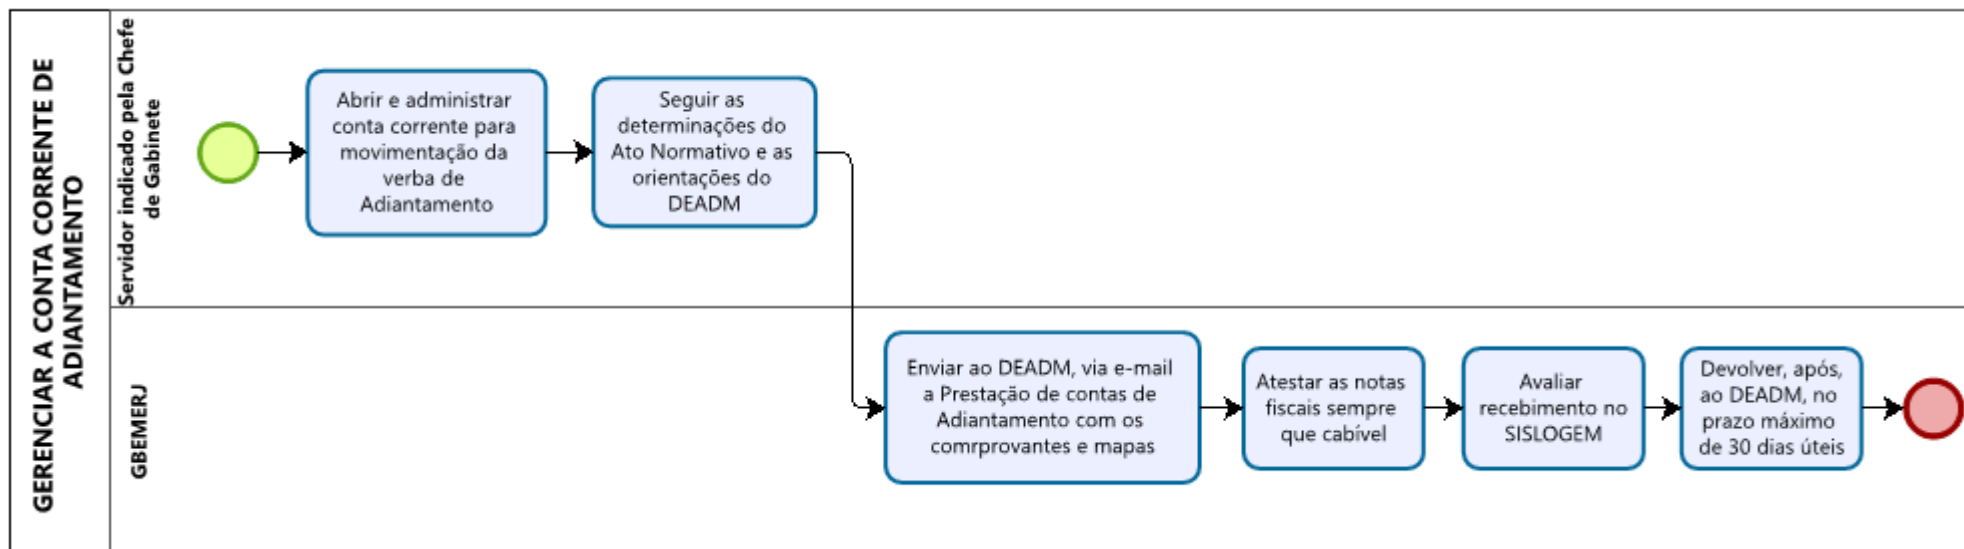 GERENCIAR A CONTA CORRENTE DE
ADIANTAMENTO
Servidor indicado pela Chefe
de Gabinete
Abrir e administrar
conta corrente para
movimentação da
verba de
Adiantamento
Seguir as
determinações do
Ato Normativo e as
orientações do
DEADM
GBEMERJ
Enviar ao DEADM, via e-mail
a Prestação de contas de
Adiantamento com os
comrprovantes e mapas
Atestar as notas
fiscais sempre
que cabível
Avaliar
recebimento no
SISLOGEM
Devolver, após,
ao DEADM, no
prazo máximo
de 30 dias úteis